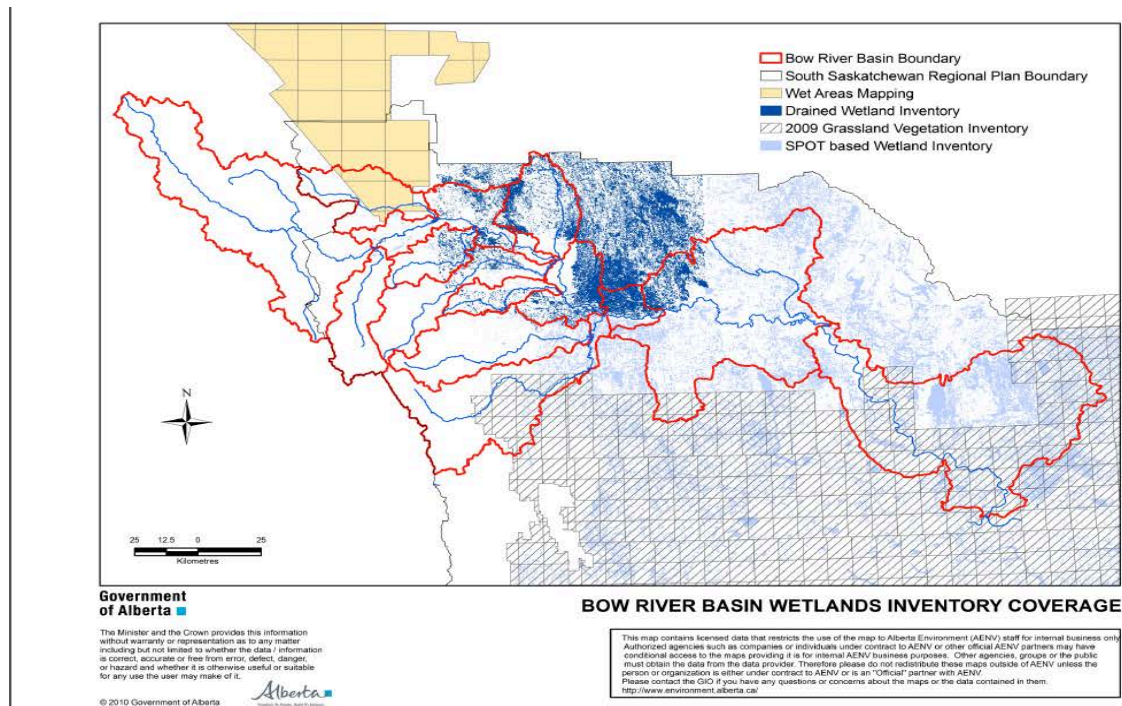 Bow River Basin Boundary
South Saskatchewan Regional Plan Boundary
Wet Areas Mapping
Drained Wetland Inventory
2009 Grassland Vegetation Inventory
SPOT based Wetland Inventory
N
25 12.5 0 25
Kilometres
Government
of Alberta
BOW RIVER BASIN WETLANDS INVENTORY COVERAGE
The Minister and the Crown provides this information
without warranty or representation as to any matter
including but not limited to whether the data / information
is correct, accurate or free from error, defect, danger,
or hazard and whether it is otherwise useful or suitable
for any use the user may make of it.
Alberta
© 2010 Government of Alberta
This map contains licensed data that restricts the use of the map to Alberta Environment (AENV) staff for internal business only
Authorized agencies such as companies or individuals under contract to AENV or other official AENV partners may have
conditional access to the maps providing it is for internal AENV business purposes. Other agencies, groups or the public
must obtain the data from the data provider. Therefore please do not redistribute these maps outside of AENV unless the
person or organization is either under contract to AENV or is an "Official" partner with AENV.
Please contact the GIO if you have any questions or concerns about the maps or the data contained in them.
http://www.environment.alberta.ca/